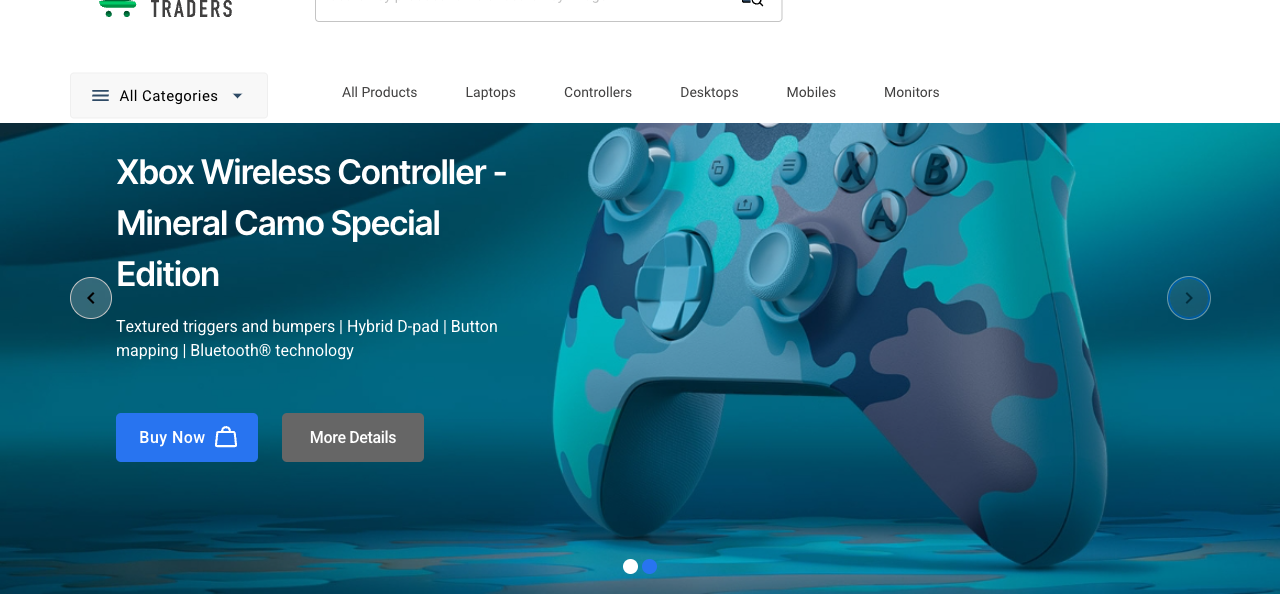 TRADERS
All Categories
All Products
Laptops
Controllers
Desktops
Mobiles
Monitors
Xbox Wireless Controller -
Mineral Camo Special
Edition
Textured triggers and bumpers | Hybrid D-pad | Button
mapping | Bluetooth® technology
Buy Now
More Details
Y
X
B
A